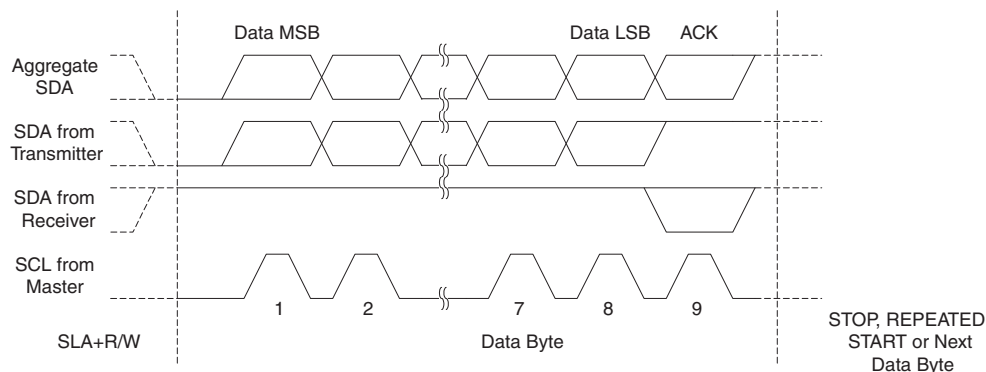 Data MSB
Data LSB
ACK
Aggregate
SDA
SDA from
Transmitter
SDA from
Receiver
SCL from
Master
1
2
7
8
9
SLA+R/W
Data Byte
STOP, REPEATED
START or Next
Data Byte